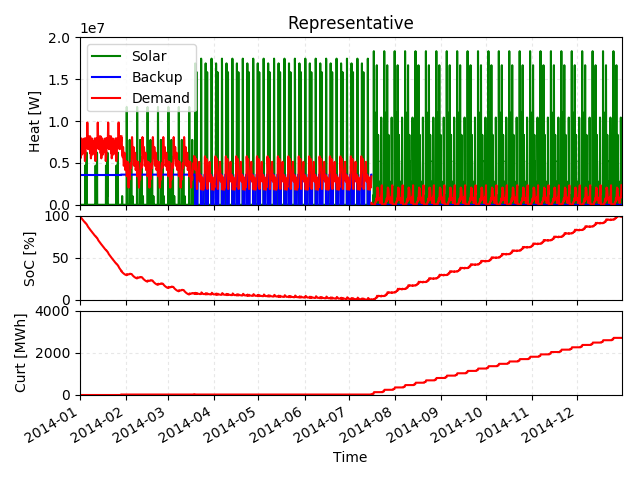 Representative
1e7
2.0
1.5
1.0
0.5
0.0
Heat [W]
Solar
Backup
Demand
100
50
0
SoC [%]
4000
2000
0
Curt [MWh]
2014-01
2014-02
2014-03
2014-04
2014-05
2014-06
2014-07
2014-08
2014-09
2014-10
2014-11
2014-12
Time